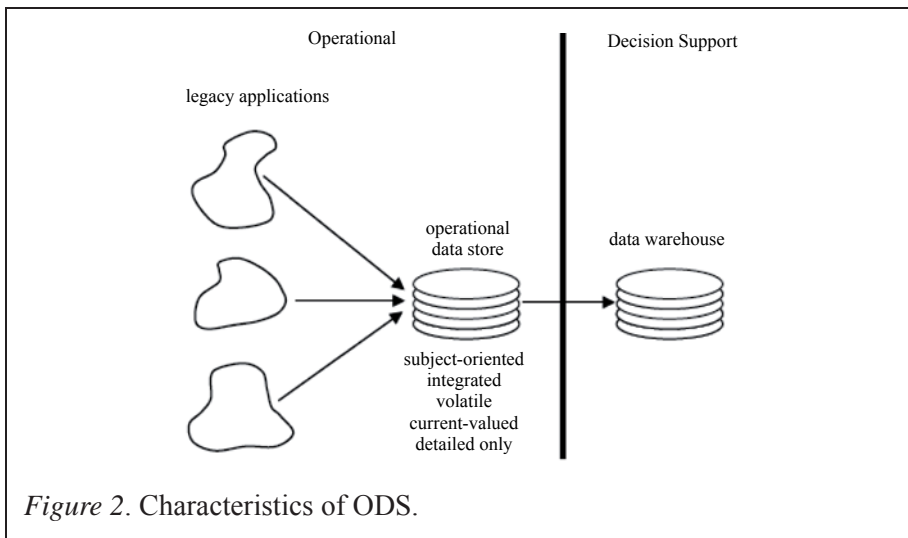 Operational
Decision Support
legacy applications
operational
data store
data warehouse
subject-oriented
integrated
volatile
current-valued
detailed only
Figure 2. Characteristics of ODS.